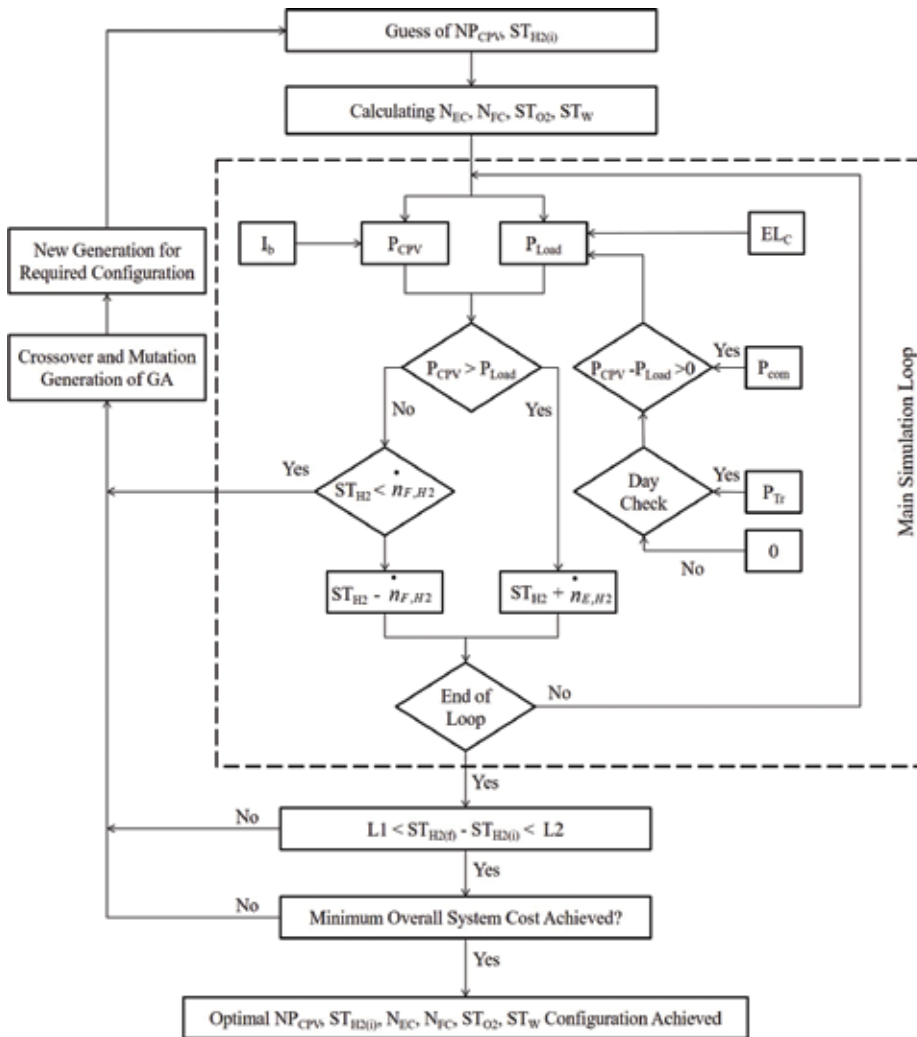 Guess of NP_CPV, ST_H2(i)
Calculating N_EC, N_FC, ST_O2, ST_W
I_b
P_CPV
P_Load
EL_C
New Generation for
Required Configuration
Crossover and Mutation
Generation of GA
P_CPV > P_Load
No
Yes
P_CPV -P_Load >0
Yes
P_com
Main Simulation Loop
Yes
ST_H2 < ṅ_F,H2
Day
Check
Yes
P_Tr
No
0
ST_H2 - ṅ_F,H2
ST_H2 + ṅ_E,H2
End of
Loop
No
Yes
No
L1 < ST_H2(f) - ST_H2(i) < L2
Yes
No
Minimum Overall System Cost Achieved?
Yes
Optimal NP_CPV, ST_H2(i), N_EC, N_FC, ST_O2, ST_W Configuration Achieved